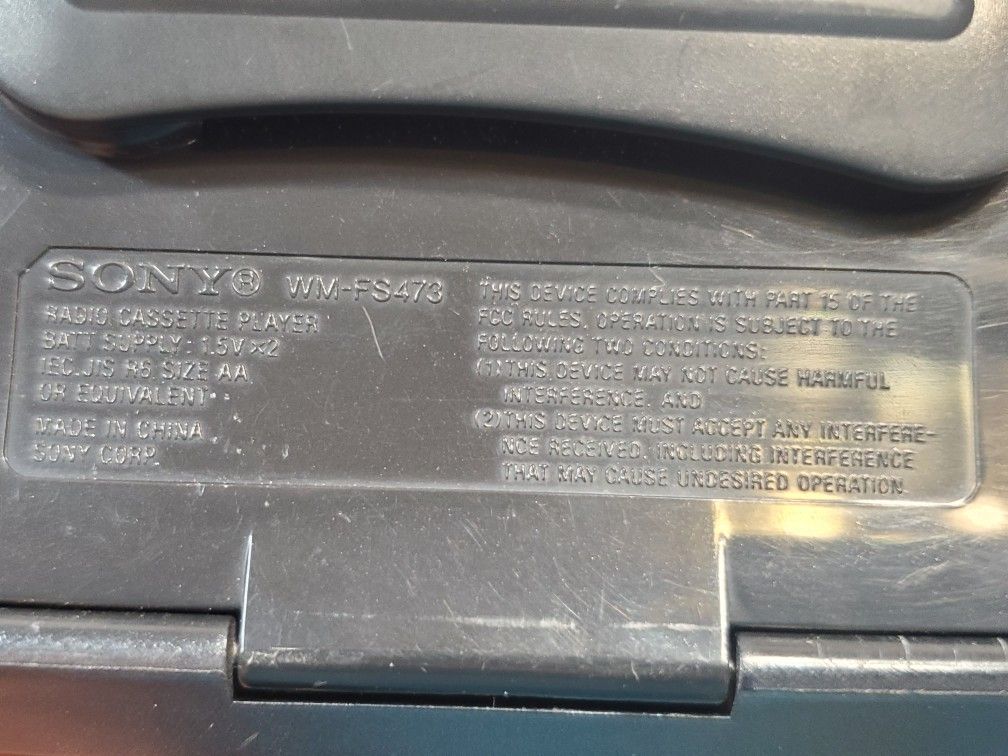 SONY® WM-FS473
RADIO CASSETTE PLAYER
BATT SUPPLY: 1.5V×2
IEC, JIS R6 SIZE AA
OR EQUIVALENT
MADE IN CHINA
SONY CORP.
THIS DEVICE COMPLIES WITH PART 15 OF THE
FCC RULES. OPERATION IS SUBJECT TO THE
FOLLOWING TWO CONDITIONS:
(1) THIS DEVICE MAY NOT CAUSE HARMFUL
INTERFERENCE, AND
(2) THIS DEVICE MUST ACCEPT ANY INTERFERE-
NCE RECEIVED, INCLUDING INTERFERENCE
THAT MAY CAUSE UNDESIRED OPERATION.